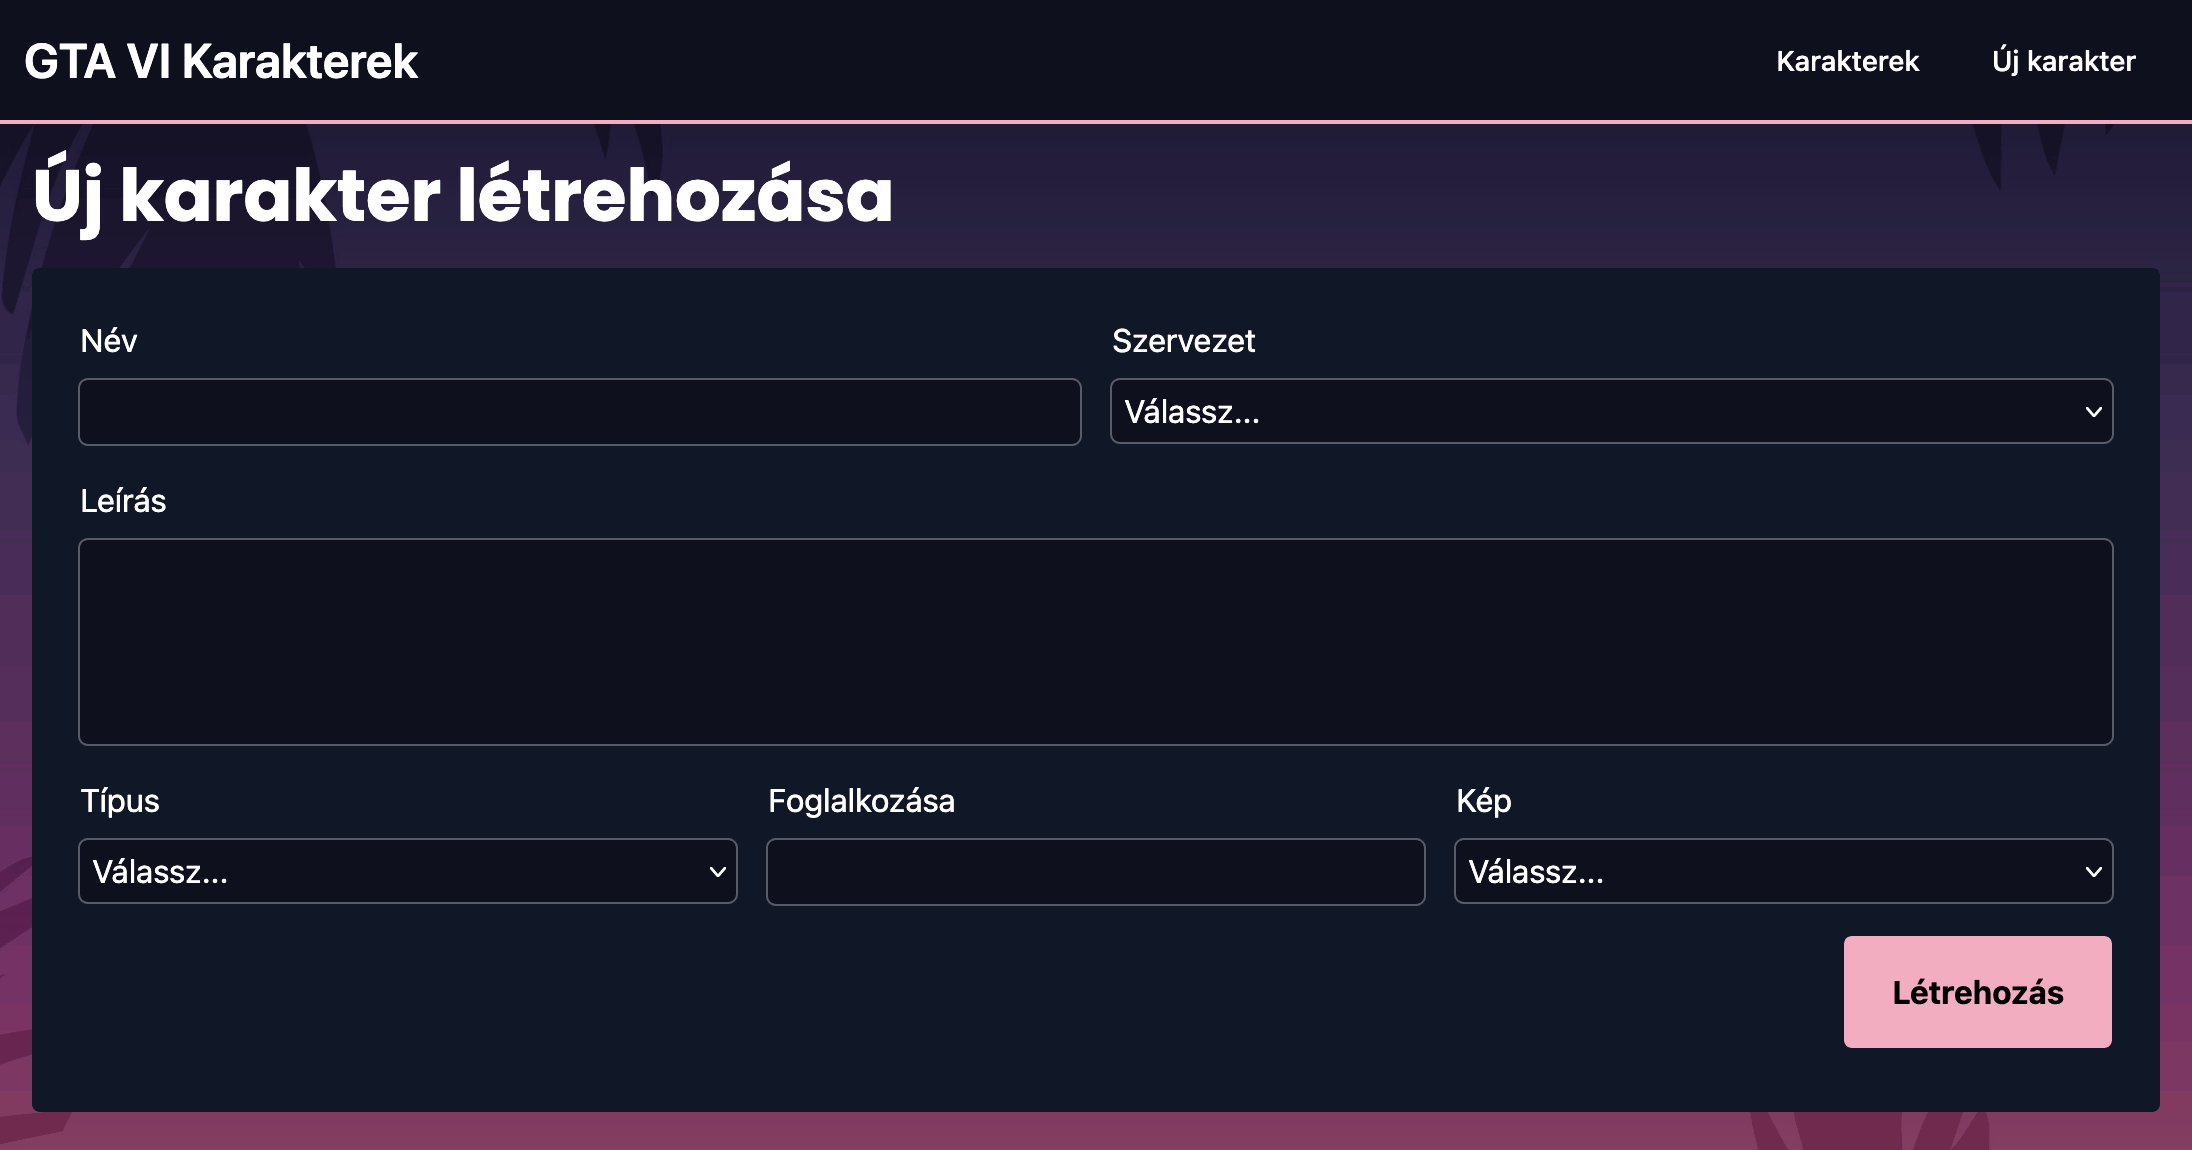 GTA VI Karakterek
Karakterek
Új karakter
Új karakter létrehozása
Név
Szervezet
Válassz...
Leírás
Típus
Foglalkozása
Kép
Válassz...
Válassz...
Létrehozás